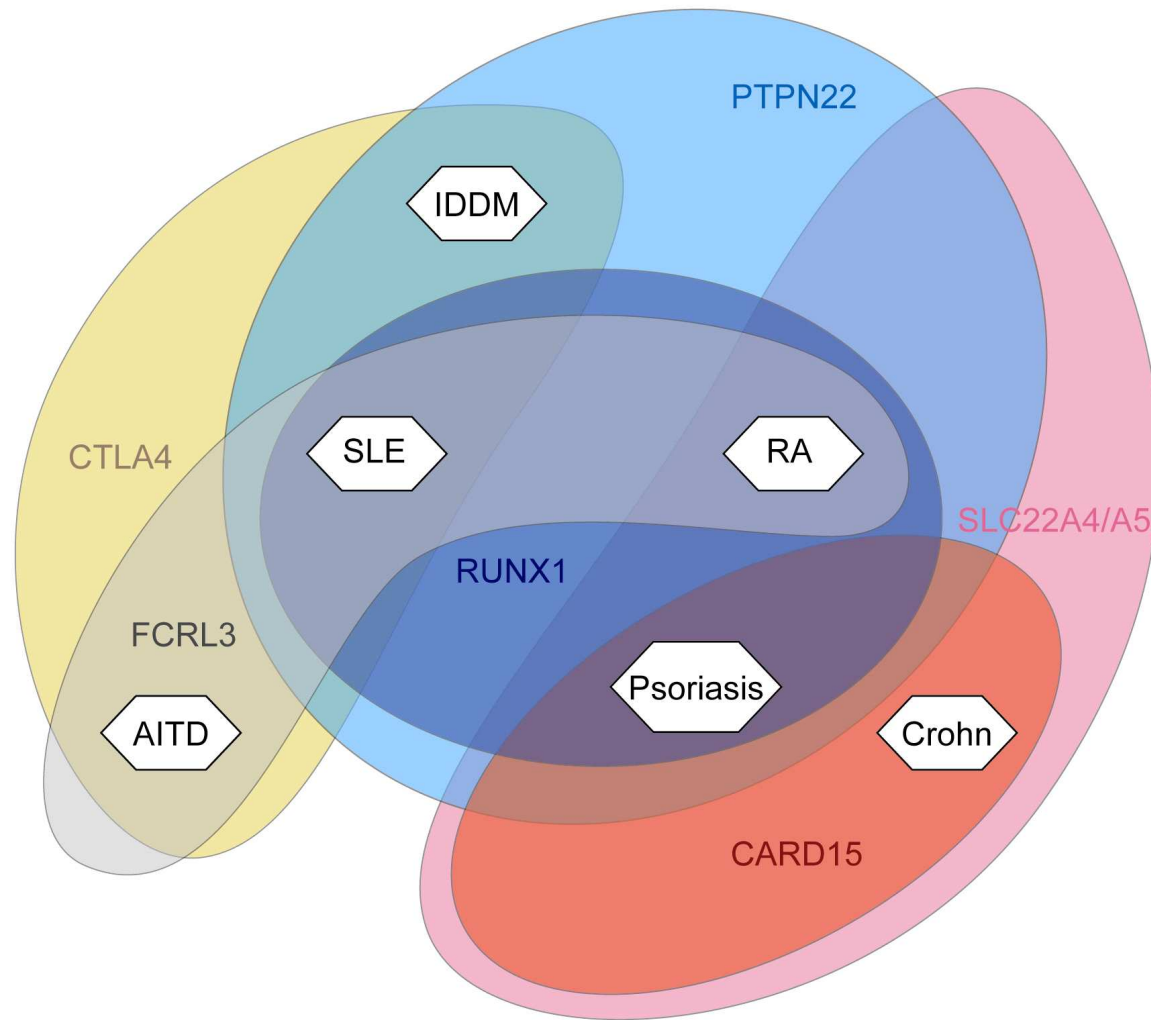 PTPN22
IDDM
CTLA4
SLE
RA
SLC22A4/A5
RUNX1
FCRL3
Psoriasis
AITD
Crohn
CARD15